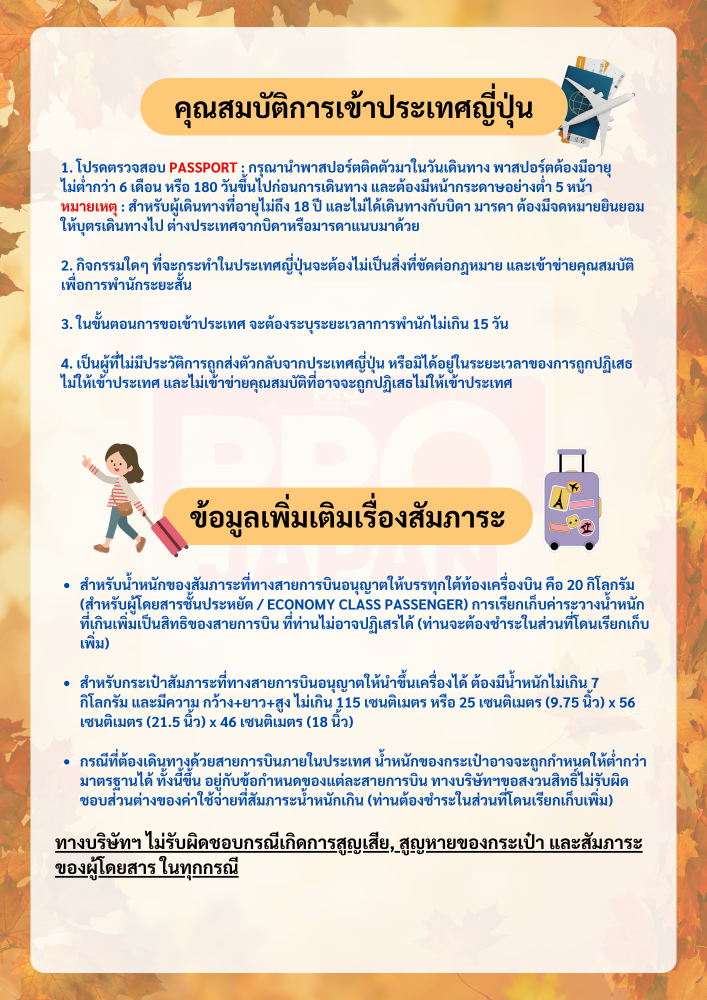 คุณสมบัติการเข้าประเทศญี่ปุ่น
1. โปรดตรวจสอบ PASSPORT : กรุณานำพาสปอร์ตติดตัวมาในวันเดินทาง พาสปอร์ตต้องมีอายุ
ไม่ต่ำกว่า 6 เดือน หรือ 180 วันขึ้นไปก่อนการเดินทาง และต้องมีหน้ากระดาษอย่างต่ำ 5 หน้า
หมายเหตุ : สำหรับผู้เดินทางที่อายุไม่ถึง 18 ปี และไม่ได้เดินทางกับบิดา มารดา ต้องมีจดหมายยินยอม
ให้บุตรเดินทางไป ต่างประเทศจากบิดาหรือมารดาแนบมาด้วย
2. กิจกรรมใดๆ ที่จะกระทำในประเทศญี่ปุ่นจะต้องไม่เป็นสิ่งที่ขัดต่อกฎหมาย และเข้าข่ายคุณสมบัติ
เพื่อการพำนักระยะสั้น
3. ในขั้นตอนการขอเข้าประเทศ จะต้องระบุระยะเวลาการพำนักไม่เกิน 15 วัน
4. เป็นผู้ที่ไม่มีประวัติการถูกส่งตัวกลับจากประเทศญี่ปุ่น หรือมิได้อยู่ในระยะเวลาของการถูกปฏิเสธ
ไม่ให้เข้าประเทศ และไม่เข้าข่ายคุณสมบัติที่อาจจะถูกปฏิเสธไม่ให้เข้าประเทศ
PRO
BOOKING CENTER
PRO
JAPAN
ข้อมูลเพิ่มเติมเรื่องสัมภาระ
• สำหรับน้ำหนักของสัมภาระที่ทางสายการบินอนุญาตให้บรรทุกใต้ท้องเครื่องบิน คือ 20 กิโลกรัม
(สำหรับผู้โดยสารชั้นประหยัด / ECONOMY CLASS PASSENGER) การเรียกเก็บค่าระวางน้ำหนัก
ที่เกินเพิ่มเป็นสิทธิของสายการบิน ที่ท่านไม่อาจปฏิเสรได้ (ท่านจะต้องชำระในส่วนที่โดนเรียกเก็บ
เพิ่ม)
• สำหรับกระเป๋าสัมภาระที่ทางสายการบินอนุญาตให้นำขึ้นเครื่องได้ ต้องมีน้ำหนักไม่เกิน 7
กิโลกรัม และมีความ กว้าง+ยาว+สูง ไม่เกิน 115 เซนติเมตร หรือ 25 เซนติเมตร (9.75 นิ้ว) x 56
เซนติเมตร (21.5 นิ้ว) x 46 เซนติเมตร (18 นิ้ว)
• กรณีที่ต้องเดินทางด้วยสายการบินภายในประเทศ น้ำหนักของกระเป๋าอาจจะถูกกำหนดให้ต่ำกว่า
มาตรฐานได้ ทั้งนี้ขึ้น อยู่กับข้อกำหนดของแต่ละสายการบิน ทางบริษัทฯขอสงวนสิทธิ์ไม่รับผิด
ชอบส่วนต่างของค่าใช้จ่ายที่สัมภาระน้ำหนักเกิน (ท่านต้องชำระในส่วนที่โดนเรียกเก็บเพิ่ม)
ทางบริษัทฯ ไม่รับผิดชอบกรณีเกิดการสูญเสีย, สูญหายของกระเป๋า และสัมภาระ
ของผู้โดยสาร ในทุกกรณี